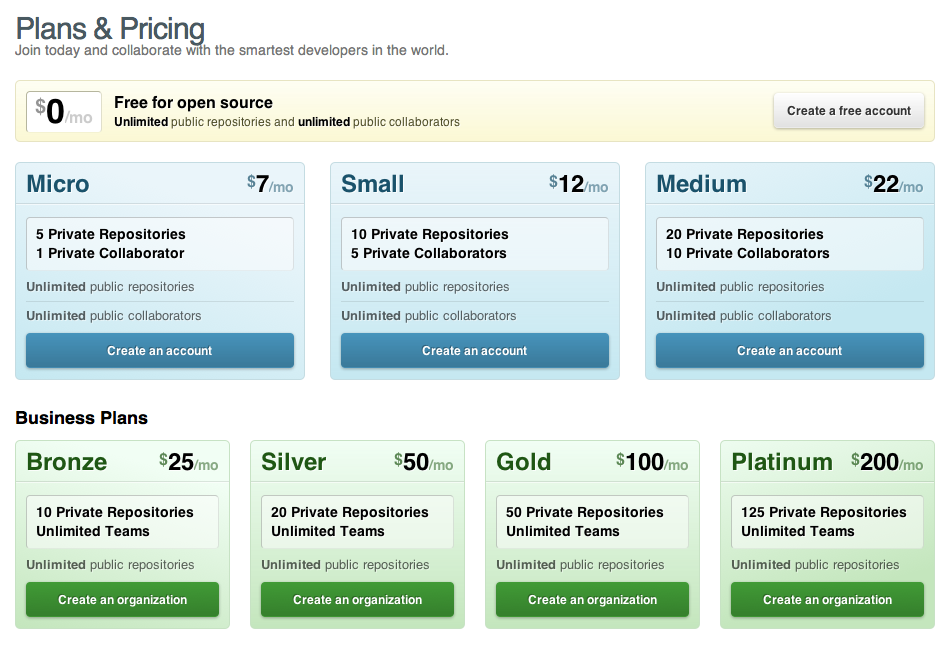 Plans & Pricing
Join today and collaborate with the smartest developers in the world.
$0/mo
Free for open source
Unlimited public repositories and unlimited public collaborators
Create a free account
Micro $7/mo
5 Private Repositories
1 Private Collaborator
Unlimited public repositories
Unlimited public collaborators
Create an account
Small $12/mo
10 Private Repositories
5 Private Collaborators
Unlimited public repositories
Unlimited public collaborators
Create an account
Medium $22/mo
20 Private Repositories
10 Private Collaborators
Unlimited public repositories
Unlimited public collaborators
Create an account
Business Plans
Bronze $25/mo
10 Private Repositories
Unlimited Teams
Unlimited public repositories
Create an organization
Silver $50/mo
20 Private Repositories
Unlimited Teams
Unlimited public repositories
Create an organization
Gold $100/mo
50 Private Repositories
Unlimited Teams
Unlimited public repositories
Create an organization
Platinum $200/mo
125 Private Repositories
Unlimited Teams
Unlimited public repositories
Create an organization